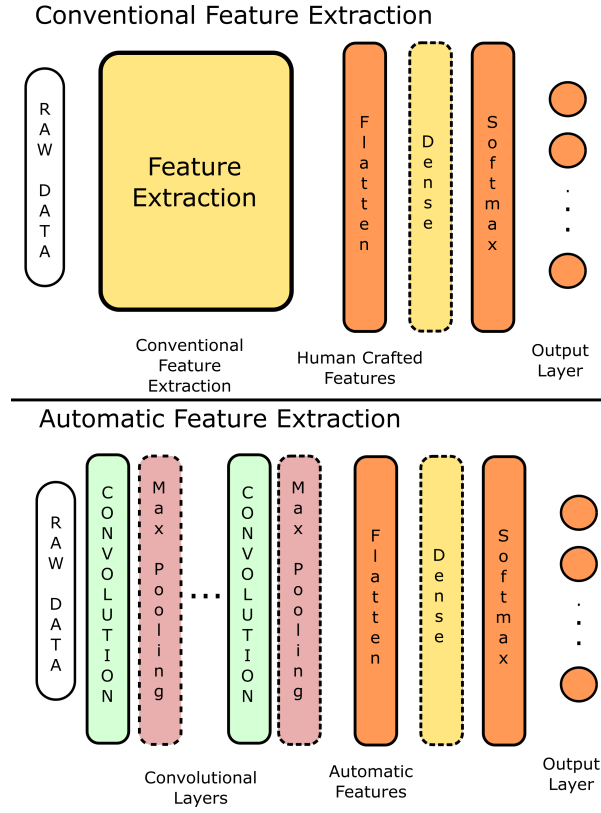 Conventional Feature Extraction
RAW DATA
Feature
Extraction
Flatten
Dense
Softmax
Conventional
Feature
Extraction
Human Crafted
Features
Output
Layer
Automatic Feature Extraction
RAW DATA
CONVOLUTION
Max Pooling
...
CONVOLUTION
Max Pooling
Flatten
Dense
Softmax
Convolutional
Layers
Automatic
Features
Output
Layer